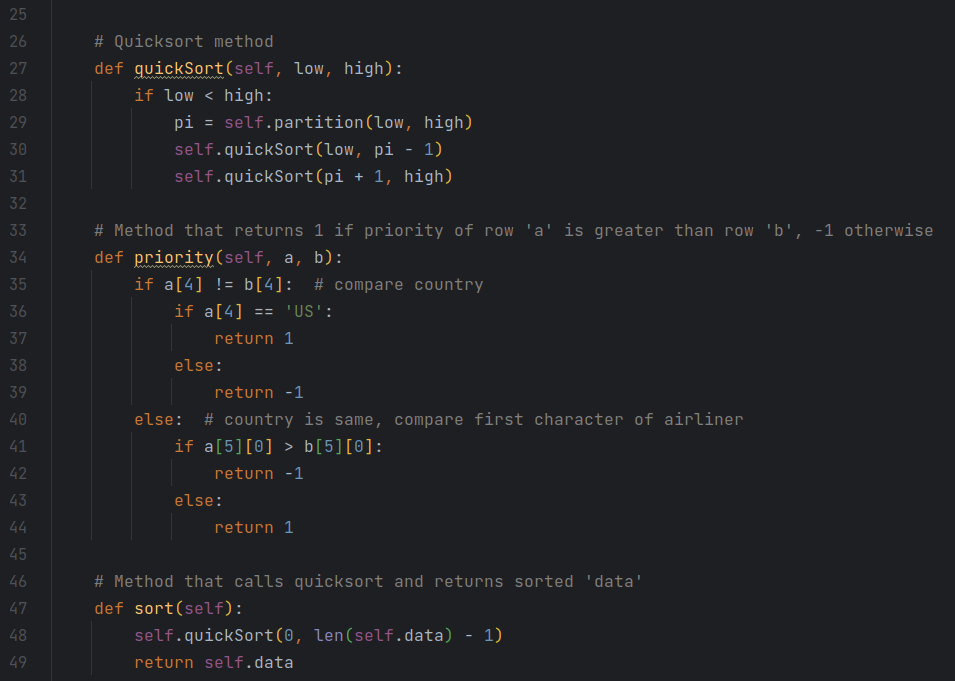 25
26 # Quicksort method
27 def quickSort(self, low, high):
28 if low < high:
29 pi = self.partition(low, high)
30 self.quickSort(low, pi - 1)
31 self.quickSort(pi + 1, high)
32
33 # Method that returns 1 if priority of row 'a' is greater than row 'b', -1 otherwise
34 def priority(self, a, b):
35 if a[4] != b[4]:  # compare country
36 if a[4] == 'US':
37 return 1
38 else:
39 return -1
40 else:  # country is same, compare first character of airliner
41 if a[5][0] > b[5][0]:
42 return -1
43 else:
44 return 1
45
46 # Method that calls quicksort and returns sorted 'data'
47 def sort(self):
48 self.quickSort(0, len(self.data) - 1)
49 return self.data